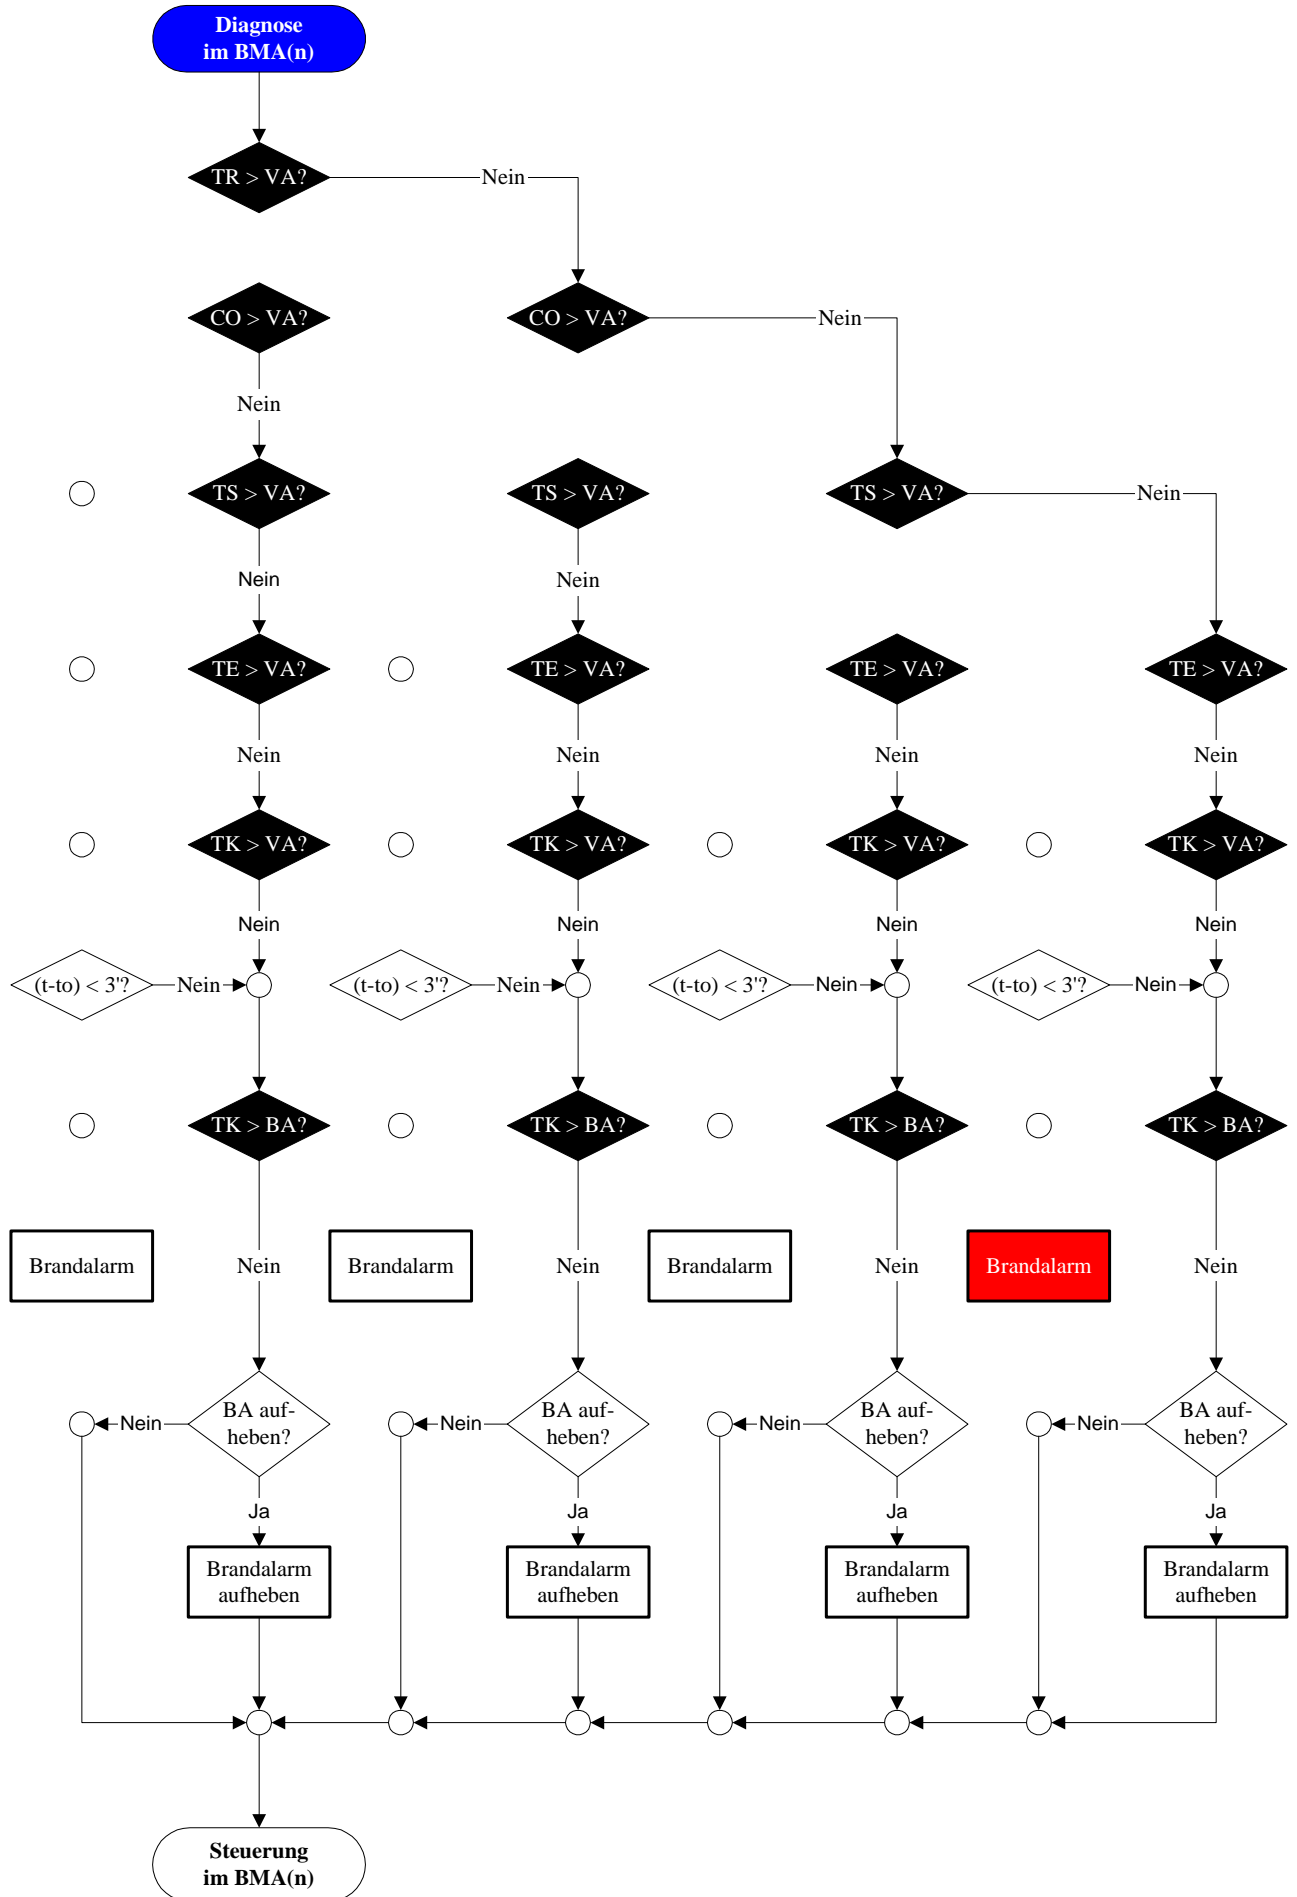 Diagnose
im BMA(n)
TR > VA?
Nein
CO > VA?
CO > VA?
Nein
Nein
TS > VA?
TS > VA?
TS > VA?
Nein
Nein
Nein
TE > VA?
TE > VA?
TE > VA?
TE > VA?
Nein
Nein
Nein
Nein
TK > VA?
TK > VA?
TK > VA?
TK > VA?
Nein
Nein
Nein
Nein
(t-to) < 3'?
Nein
(t-to) < 3'?
Nein
(t-to) < 3'?
Nein
(t-to) < 3'?
Nein
TK > BA?
TK > BA?
TK > BA?
TK > BA?
Brandalarm
Nein
Brandalarm
Nein
Brandalarm
Nein
Brandalarm
Nein
Nein
BA auf-
heben?
Nein
BA auf-
heben?
Nein
BA auf-
heben?
Nein
BA auf-
heben?
Ja
Ja
Ja
Ja
Brandalarm
aufheben
Brandalarm
aufheben
Brandalarm
aufheben
Brandalarm
aufheben
Steuerung
im BMA(n)